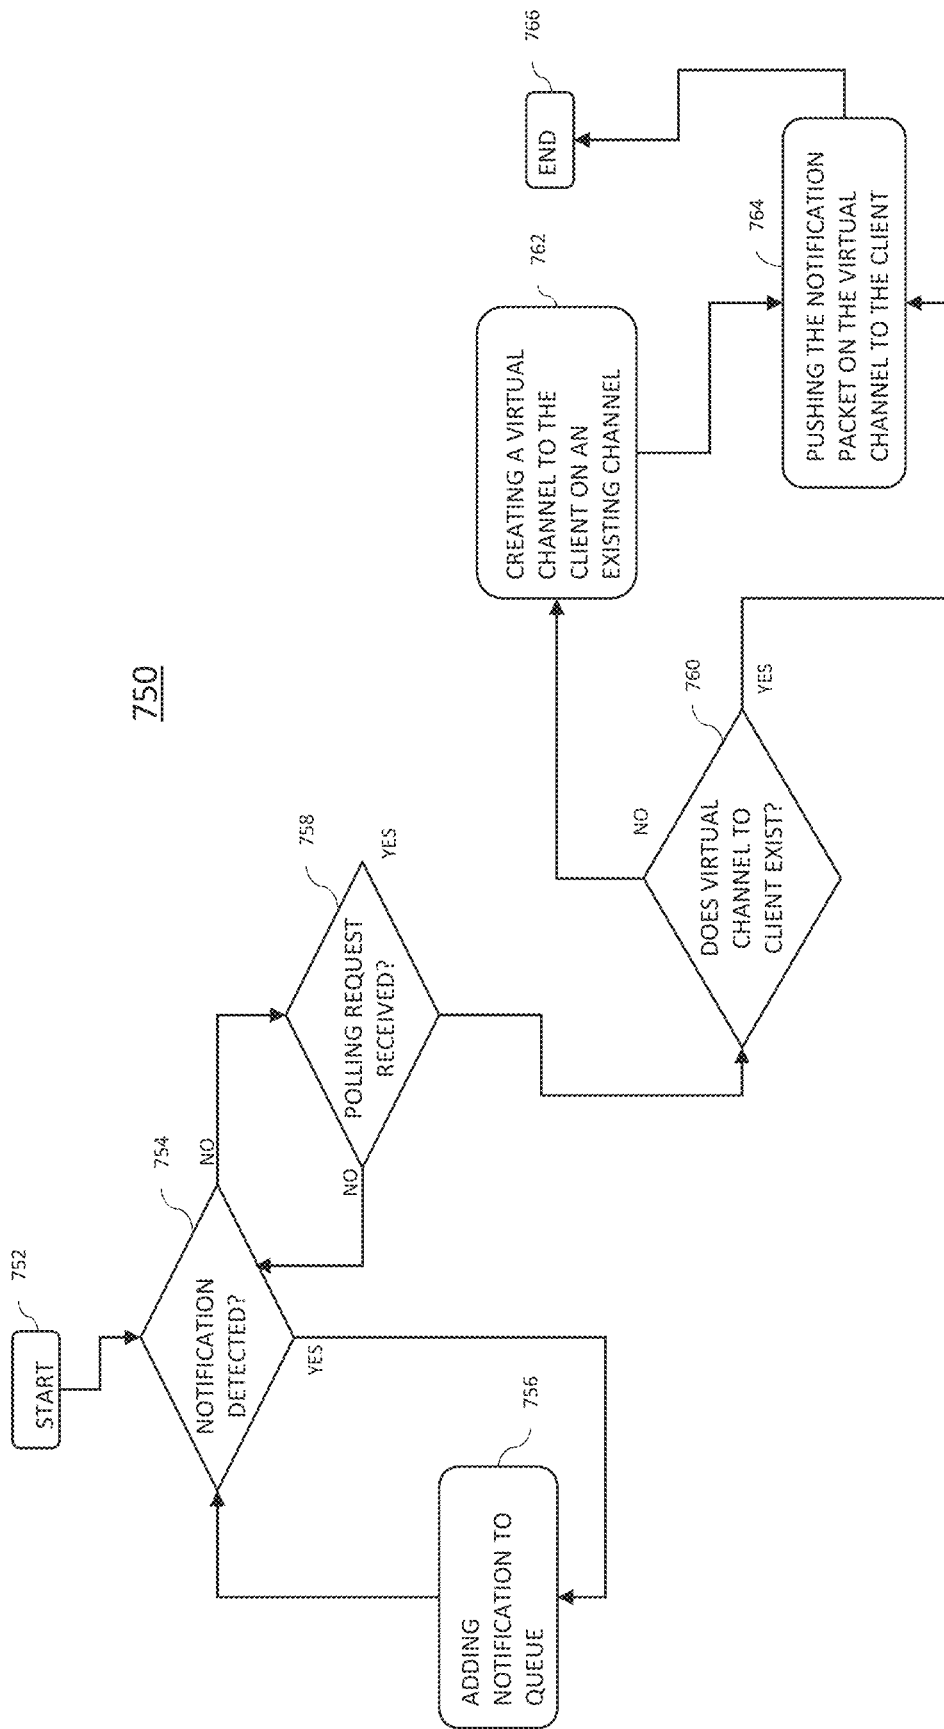 750
752
START
754
NOTIFICATION
DETECTED?
NO
YES
756
ADDING
NOTIFICATION TO
QUEUE
758
POLLING REQUEST
RECEIVED?
NO
YES
760
DOES VIRTUAL
CHANNEL TO
CLIENT EXIST?
NO
YES
762
CREATING A VIRTUAL
CHANNEL TO THE
CLIENT ON AN
EXISTING CHANNEL
764
PUSHING THE NOTIFICATION
PACKET ON THE VIRTUAL
CHANNEL TO THE CLIENT
766
END